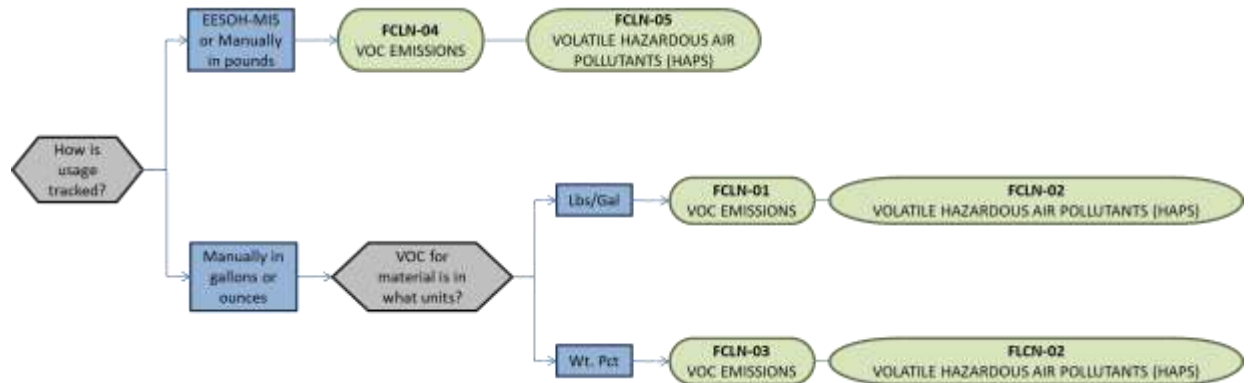 EESOH-MIS
or Manually
in pounds
FCLN-04
VOC EMISSIONS
FCLN-05
VOLATILE HAZARDOUS AIR
POLLUTANTS (HAPS)
How is
usage
tracked?
Manually in
gallons or
ounces
VOC for
material is in
what units?
Lbs/Gal
FCLN-01
VOC EMISSIONS
FCLN-02
VOLATILE HAZARDOUS AIR POLLUTANTS (HAPS)
Wt. Pct
FCLN-03
VOC EMISSIONS
FLCN-02
VOLATILE HAZARDOUS AIR POLLUTANTS (HAPS)